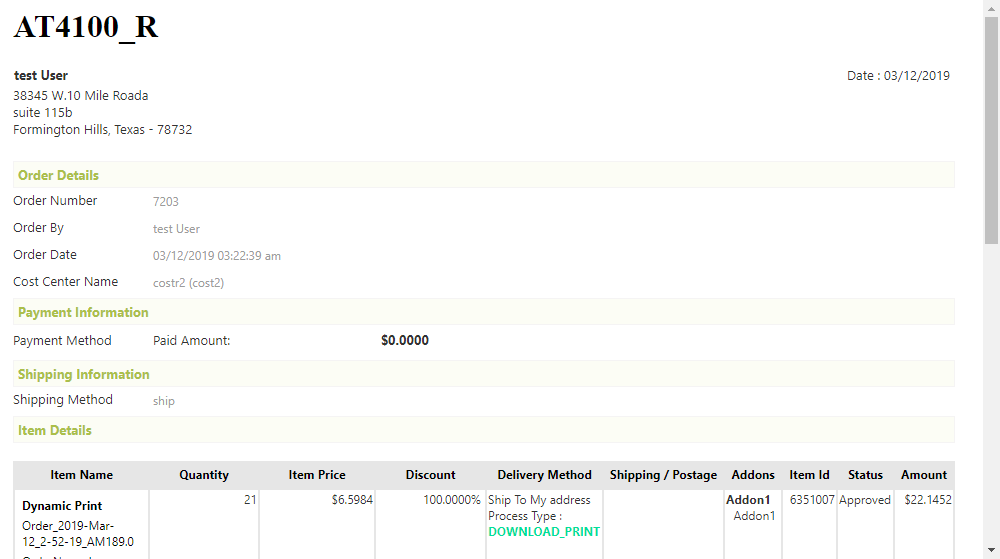 AT4100_R
test User
Date : 03/12/2019
38345 W.10 Mile Roada
suite 115b
Formington Hills, Texas - 78732
Order Details
Order Number 7203
Order By test User
Order Date 03/12/2019 03:22:39 am
Cost Center Name costr2 (cost2)
Payment Information
Payment Method Paid Amount: $0.0000
Shipping Information
Shipping Method ship
Item Details
Item Name Quantity Item Price Discount Delivery Method Shipping / Postage Addons Item Id Status Amount
Dynamic Print 21 $6.5984 100.0000% Ship To My address Addon1 6351007 Approved $22.1452
Order_2019-Mar- Process Type : Addon1
12_2-52-19_AM189.0 DOWNLOAD_PRINT